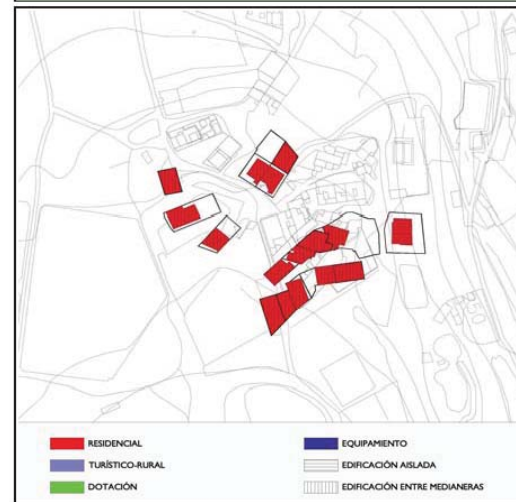 RESIDENCIAL
TURÍSTICO-RURAL
DOTACIÓN
EQUIPAMIENTO
EDIFICACIÓN AISLADA
EDIFICACIÓN ENTRE MEDIANERAS